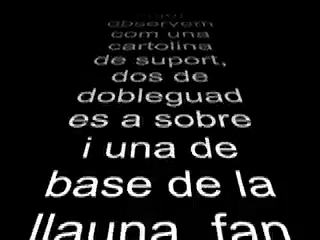 observem
com una
cartolina
de suport,
dos de
dobleguad
es a sobre
i una de
base de la
llauna, fan